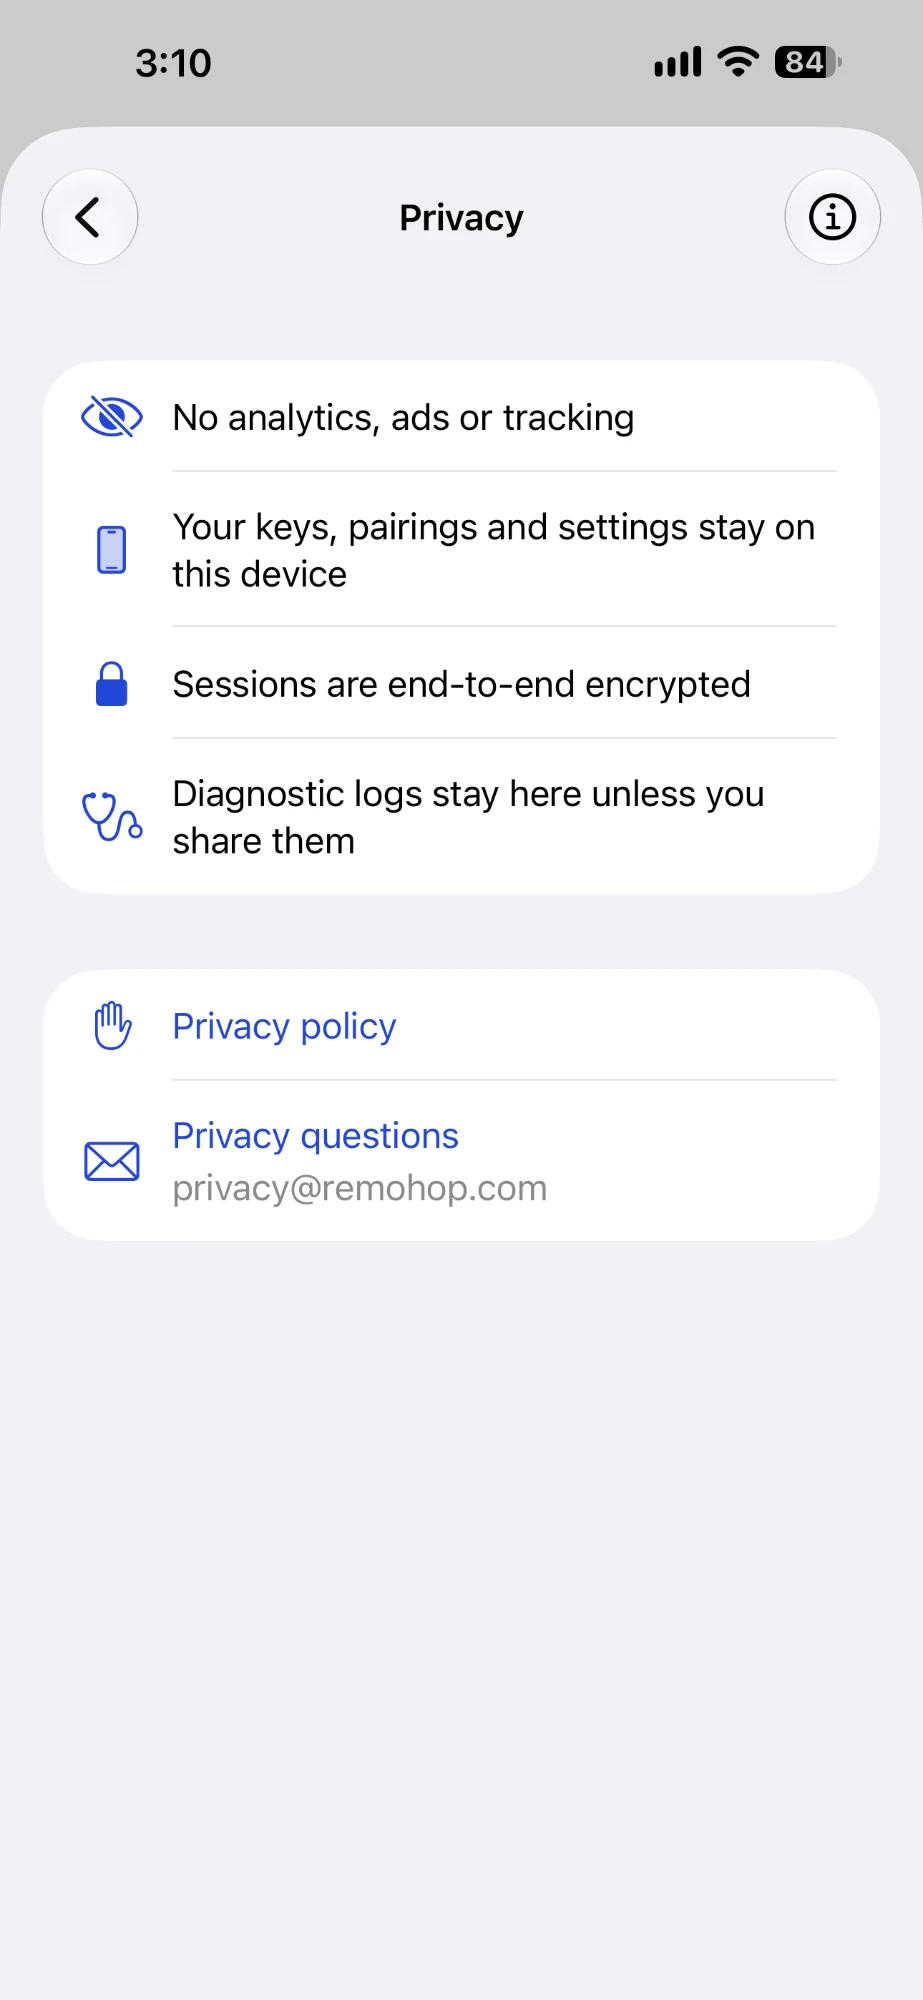 3:10
84
Privacy
No analytics, ads or tracking
Your keys, pairings and settings stay on
this device
Sessions are end-to-end encrypted
Diagnostic logs stay here unless you
share them
Privacy policy
Privacy questions
privacy@remohop.com